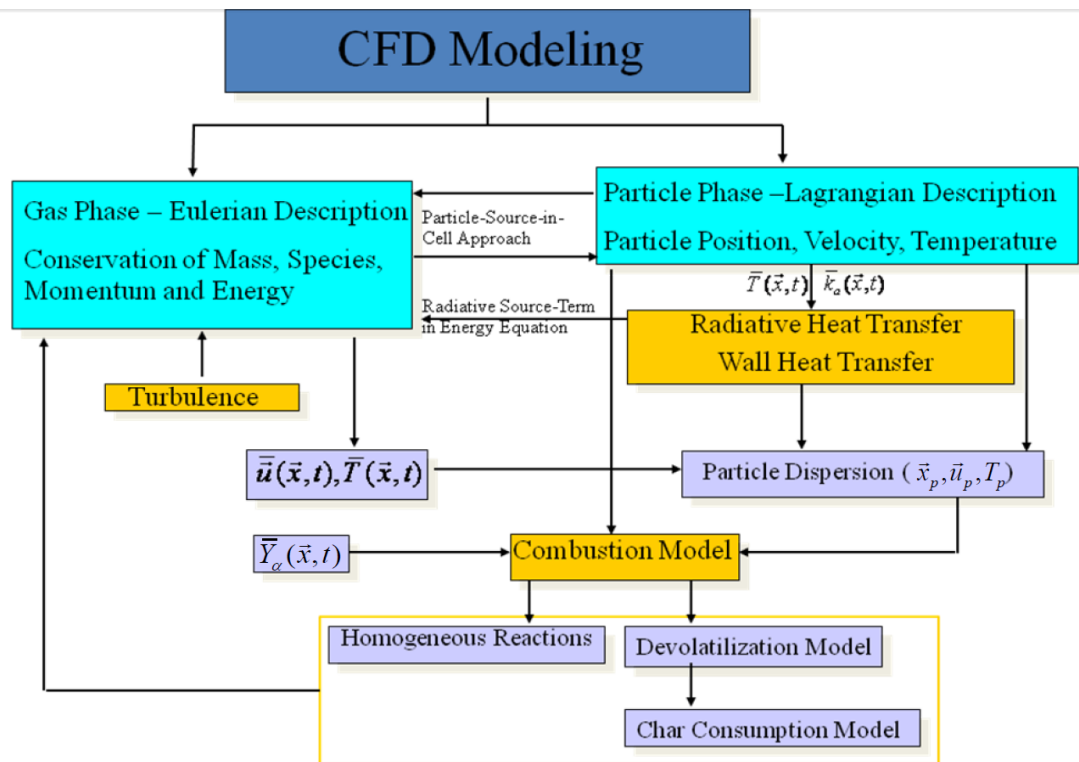 CFD Modeling
Gas Phase – Eulerian Description
Conservation of Mass, Species,
Momentum and Energy
Particle-Source-in-
Cell Approach
Particle Phase –Lagrangian Description
Particle Position, Velocity, Temperature
T̅(x⃗,t) k̅ₐ(x⃗,t)
Radiative Source-Term
in Energy Equation
Radiative Heat Transfer
Wall Heat Transfer
Turbulence
u⃗̅(x⃗,t),T̅(x⃗,t)
Particle Dispersion ( x⃗ₚ,u⃗ₚ,Tₚ)
Y̅_α(x⃗,t)
Combustion Model
Homogeneous Reactions
Devolatilization Model
Char Consumption Model